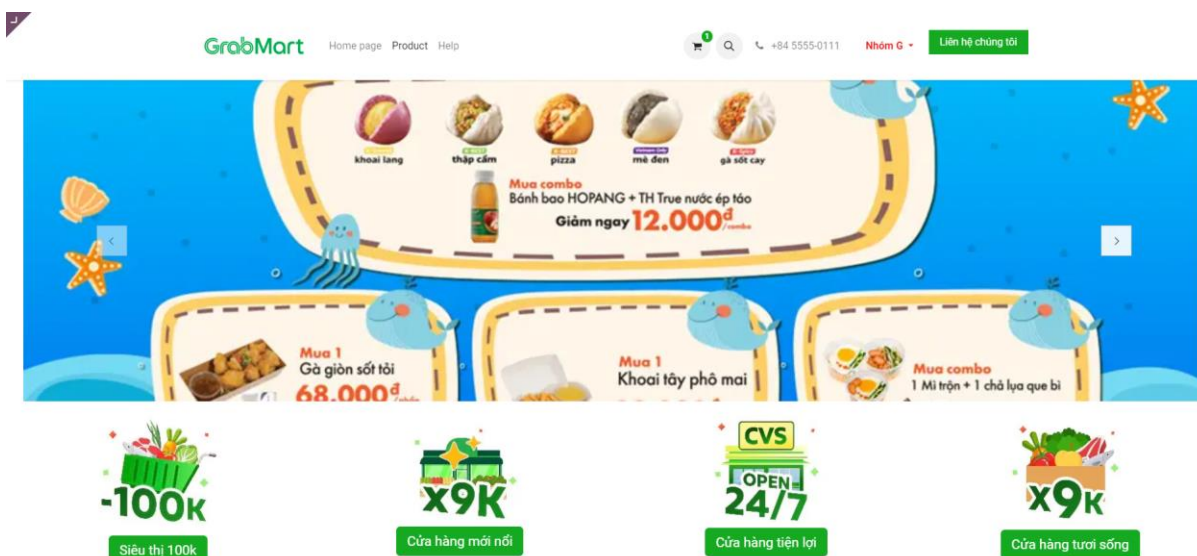 GrabMart
Home page Product Help
1
+84 5555-0111
Nhóm G
Liên hệ chúng tôi
khoai lang
thập cẩm
pizza
mè đen
gà sốt cay
Mua combo
Bánh bao HOPANG + TH True nước ép táo
Giảm ngay 12.000đ/combo
Mua 1
Gà giòn sốt tỏi
68.000đ
Mua 1
Khoai tây phô mai
Mua combo
1 Mì trộn + 1 chả lụa que bì
-100K
Siêu thị 100k
X9K
Cửa hàng mới nổi
CVS
OPEN
24/7
Cửa hàng tiện lợi
X9K
Cửa hàng tươi sống